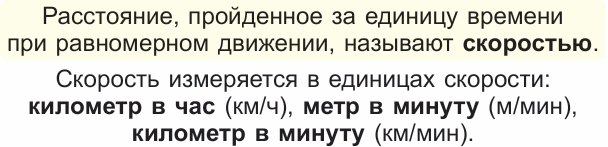 Расстояние, пройденное за единицу времени
при равномерном движении, называют скоростью.
Скорость измеряется в единицах скорости:
километр в час (км/ч), метр в минуту (м/мин),
километр в минуту (км/мин).